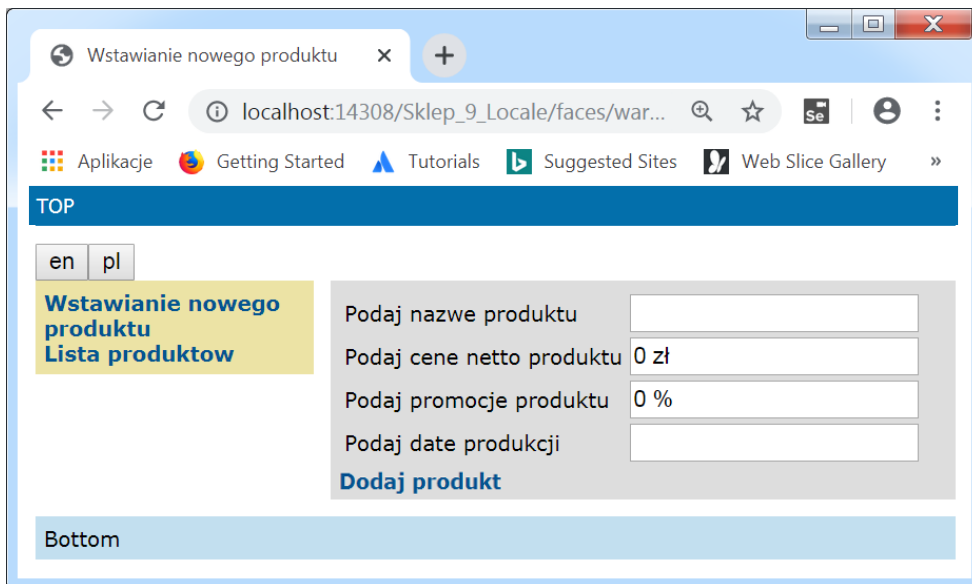 Wstawianie nowego produktu
localhost:14308/Sklep_9_Locale/faces/war...
Se
Aplikacje Getting Started Tutorials Suggested Sites Web Slice Gallery »
TOP
en pl
Wstawianie nowego
produktu
Lista produktow
Podaj nazwe produktu
Podaj cene netto produktu 0 zł
Podaj promocje produktu 0 %
Podaj date produkcji
Dodaj produkt
Bottom